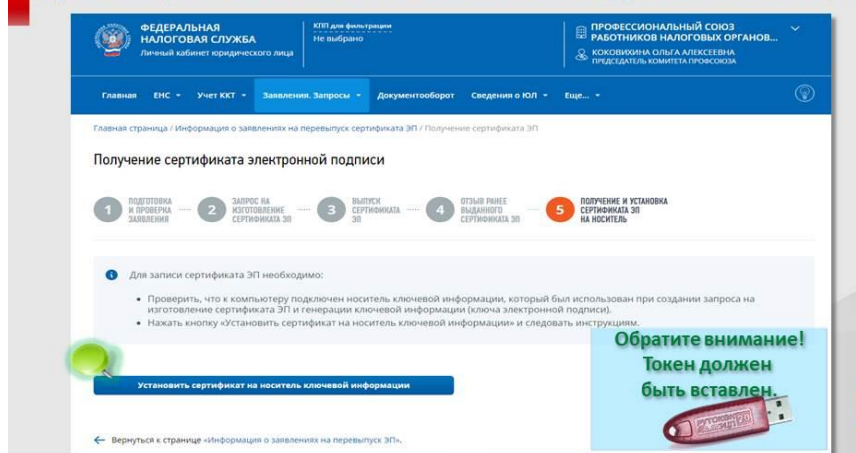 ФЕДЕРАЛЬНАЯ
НАЛОГОВАЯ СЛУЖБА
Личный кабинет юридического лица
КПП для фильтрации
Не выбрано
ПРОФЕССИОНАЛЬНЫЙ СОЮЗ
РАБОТНИКОВ НАЛОГОВЫХ ОРГАНОВ...
КОКОВИХИНА ОЛЬГА АЛЕКСЕЕВНА
ПРЕДСЕДАТЕЛЬ КОМИТЕТА ПРОФСОЮЗА
Главная ЕНС Учет ККТ Заявления. Запросы Документооборот Сведения о ЮЛ Еще...
Главная страница / Информация о заявлениях на перевыпуск сертификата ЭП / Получение сертификата ЭП
Получение сертификата электронной подписи
1 ПОДГОТОВКА И ПРОВЕРКА ЗАЯВЛЕНИЯ
2 ЗАПРОС НА ИЗГОТОВЛЕНИЕ СЕРТИФИКАТА ЭП
3 ВЫПУСК СЕРТИФИКАТА ЭП
4 ОТЗЫВ РАНЕЕ ВЫДАННОГО СЕРТИФИКАТА ЭП
5 ПОЛУЧЕНИЕ И УСТАНОВКА СЕРТИФИКАТА ЭП НА НОСИТЕЛЬ
Для записи сертификата ЭП необходимо:
• Проверить, что к компьютеру подключен носитель ключевой информации, который был использован при создании запроса на
изготовление сертификата ЭП и генерации ключевой информации (ключа электронной подписи).
• Нажать кнопку «Установить сертификат на носитель ключевой информации» и следовать инструкциям.
Обратите внимание!
Токен должен
быть вставлен.
Установить сертификат на носитель ключевой информации
← Вернуться к странице «Информация о заявлениях на перевыпуск ЭП».